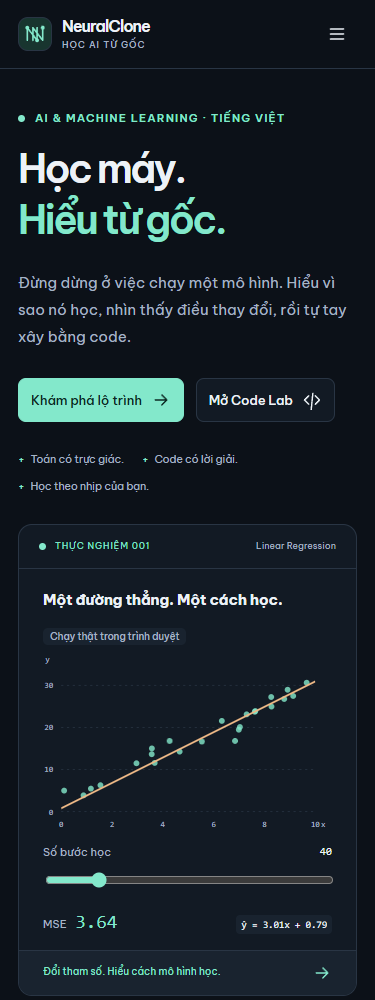 NeuralClone
HỌC AI TỪ GỐC
AI & MACHINE LEARNING · TIẾNG VIỆT
Học máy.
Hiểu từ gốc.
Đừng dừng ở việc chạy một mô hình. Hiểu vì
sao nó học, nhìn thấy điều thay đổi, rồi tự tay
xây bằng code.
Khám phá lộ trình →
Mở Code Lab </>
+ Toán có trực giác. + Code có lời giải.
+ Học theo nhịp của bạn.
THỰC NGHIỆM 001 Linear Regression
Một đường thẳng. Một cách học.
Chạy thật trong trình duyệt
y
30
20
10
0
0 2 4 6 8 10 x
Số bước học 40
MSE 3.64 ŷ = 3.01x + 0.79
Đổi tham số. Hiểu cách mô hình học. →